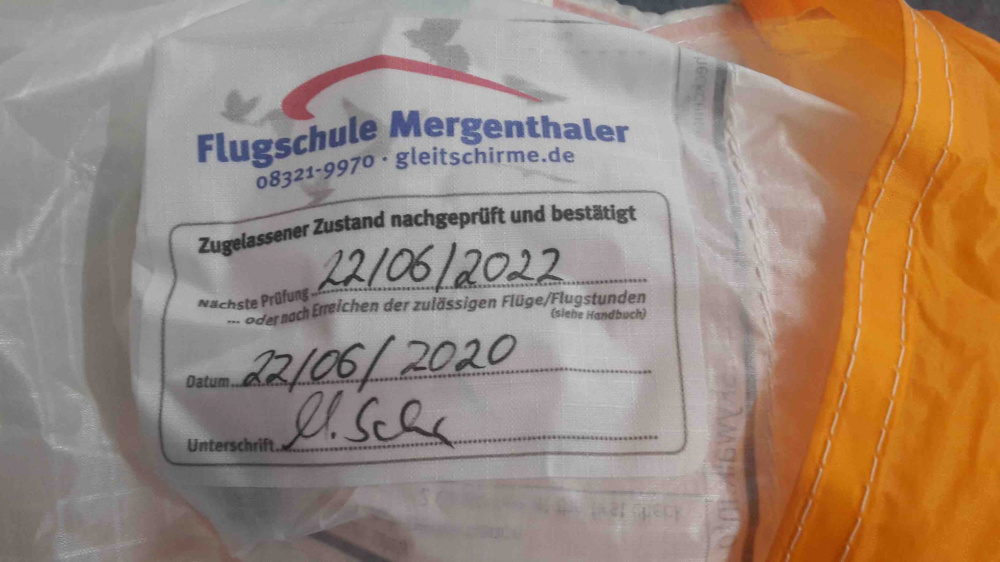 Flugschule Mergenthaler
08321-9970 · gleitschirme.de
Zugelassener Zustand nachgeprüft und bestätigt
Nächste Prüfung 22/06/2022
... oder nach Erreichen der zulässigen Flüge/Flugstunden
(siehe Handbuch)
Datum 22/06/2020
Unterschrift